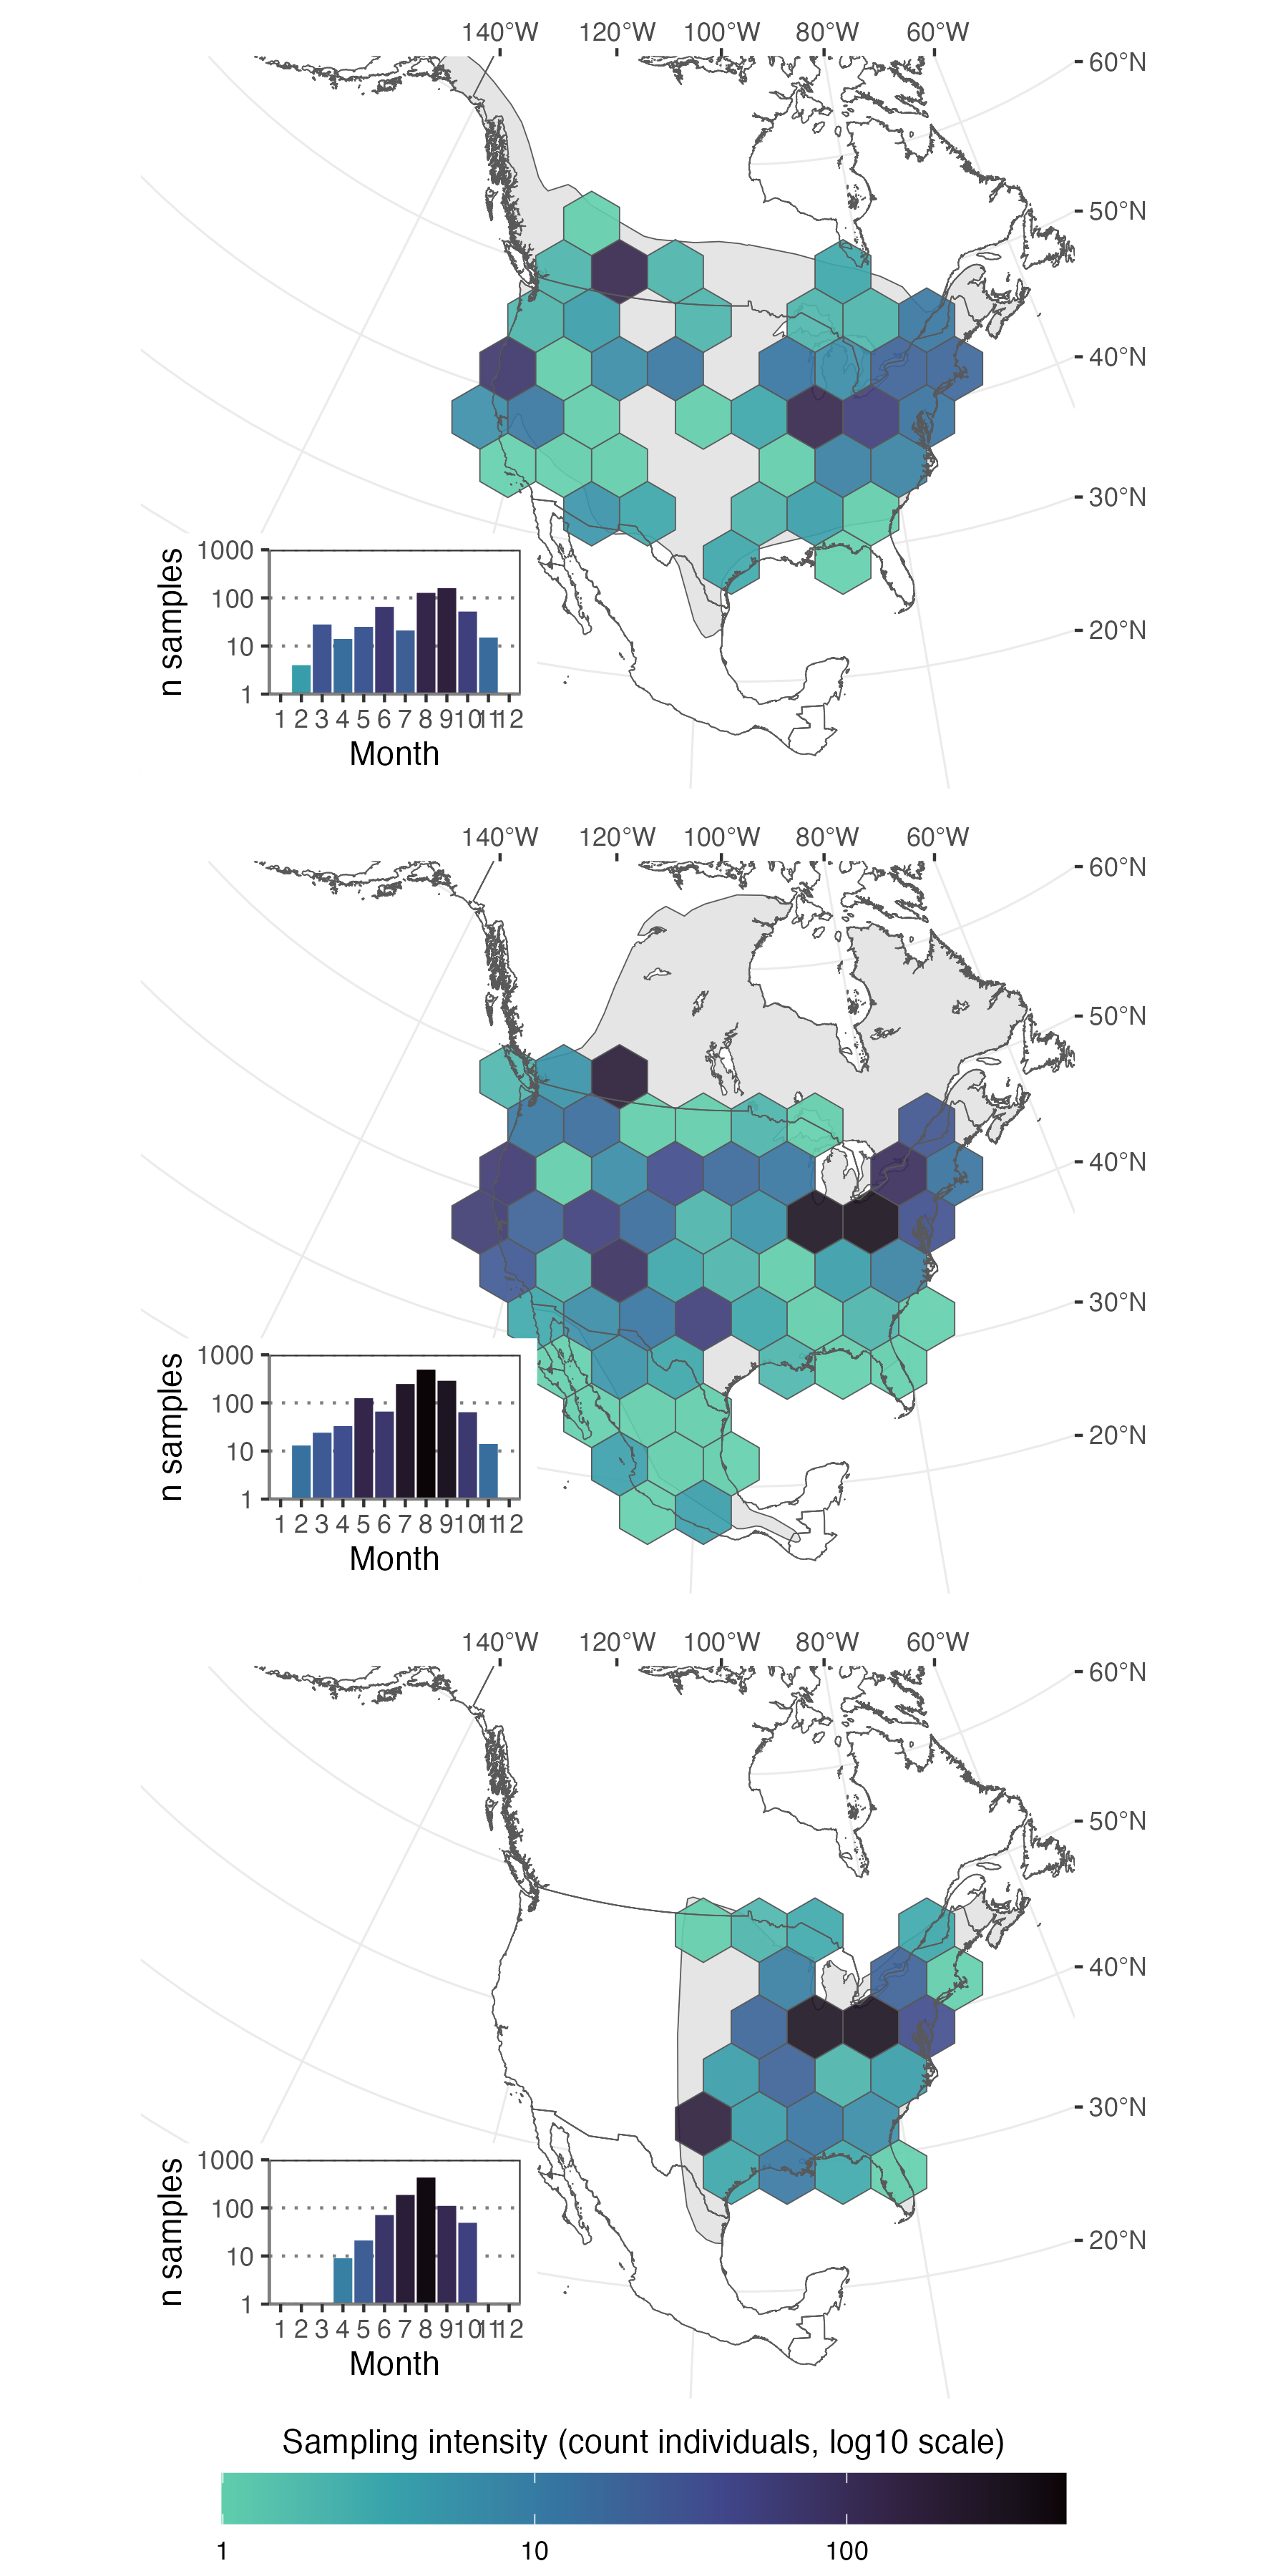 140°W 120°W 100°W 80°W 60°W
60°N
50°N
40°N
30°N
20°N
n samples
1000
100
10
1
1 2 3 4 5 6 7 8 9 10 11 12
Month
140°W 120°W 100°W 80°W 60°W
60°N
50°N
40°N
30°N
20°N
n samples
1000
100
10
1
1 2 3 4 5 6 7 8 9 10 11 12
Month
140°W 120°W 100°W 80°W 60°W
60°N
50°N
40°N
30°N
20°N
n samples
1000
100
10
1
1 2 3 4 5 6 7 8 9 10 11 12
Month
Sampling intensity (count individuals, log10 scale)
1 10 100